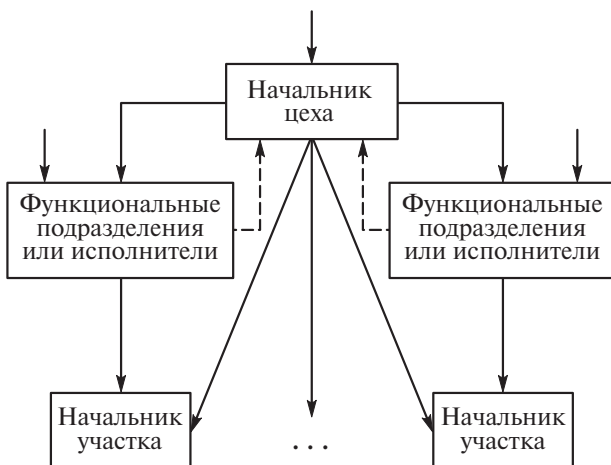 Начальник
цеха
Функциональные
подразделения
или исполнители
Функциональные
подразделения
или исполнители
Начальник
участка
...
Начальник
участка